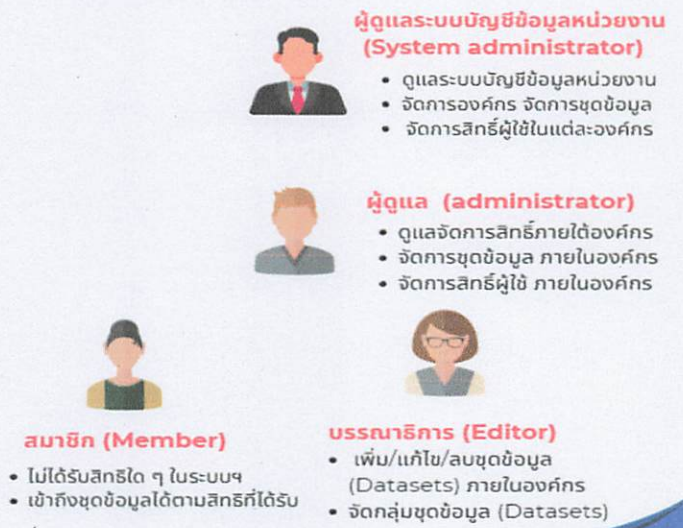 ผู้ดูแลระบบบัญชีข้อมูลหน่วยงาน
(System administrator)
• ดูแลระบบบัญชีข้อมูลหน่วยงาน
• จัดการองค์กร จัดการชุดข้อมูล
• จัดการสิทธิ์ผู้ใช้ในแต่ละองค์กร
ผู้ดูแล (administrator)
• ดูแลจัดการสิทธิ์ภายใต้องค์กร
• จัดการชุดข้อมูล ภายในองค์กร
• จัดการสิทธิ์ผู้ใช้ ภายในองค์กร
สมาชิก (Member)
• ไม่ได้รับสิทธิใด ๆ ในระบบฯ
• เข้าถึงชุดข้อมูลได้ตามสิทธิที่ได้รับ
บรรณาธิการ (Editor)
• เพิ่ม/แก้ไข/ลบชุดข้อมูล
(Datasets) ภายในองค์กร
• จัดกลุ่มชุดข้อมูล (Datasets)